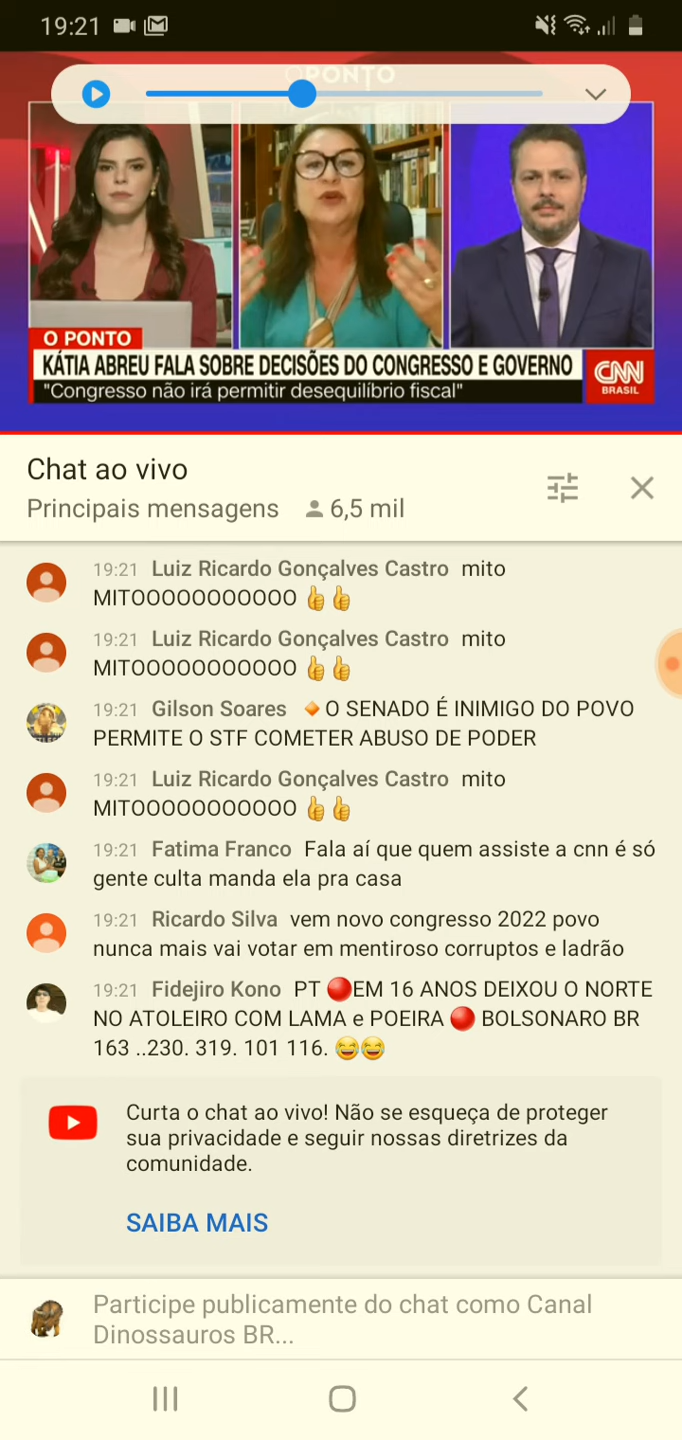 19:21
O PONTO
O PONTO
KÁTIA ABREU FALA SOBRE DECISÕES DO CONGRESSO E GOVERNO
"Congresso não irá permitir desequilíbrio fiscal"
CNN
BRASIL
Chat ao vivo
Principais mensagens 6,5 mil
19:21 Luiz Ricardo Gonçalves Castro mito
MITOOOOOOOOOOO 👍👍
19:21 Luiz Ricardo Gonçalves Castro mito
MITOOOOOOOOOOO 👍👍
19:21 Gilson Soares 🔸O SENADO É INIMIGO DO POVO
PERMITE O STF COMETER ABUSO DE PODER
19:21 Luiz Ricardo Gonçalves Castro mito
MITOOOOOOOOOOO 👍👍
19:21 Fatima Franco Fala aí que quem assiste a cnn é só
gente culta manda ela pra casa
19:21 Ricardo Silva vem novo congresso 2022 povo
nunca mais vai votar em mentiroso corruptos e ladrão
19:21 Fidejiro Kono PT 🔴EM 16 ANOS DEIXOU O NORTE
NO ATOLEIRO COM LAMA e POEIRA 🔴 BOLSONARO BR
163 ..230. 319. 101 116. 😂😂
Curta o chat ao vivo! Não se esqueça de proteger
sua privacidade e seguir nossas diretrizes da
comunidade.
SAIBA MAIS
Participe publicamente do chat como Canal
Dinossauros BR...